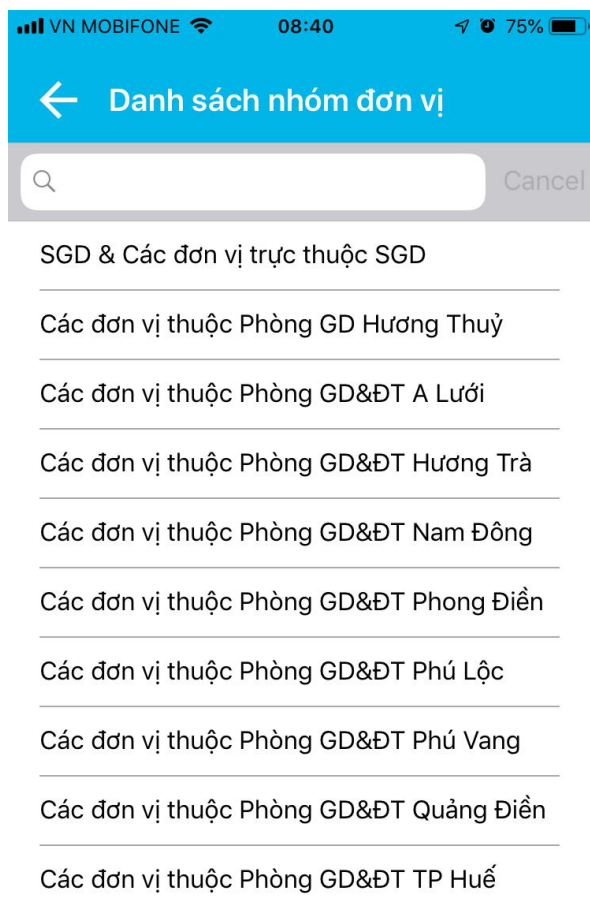 VN MOBIFONE 08:40 75%
Danh sách nhóm đơn vị
Cancel
SGD & Các đơn vị trực thuộc SGD
Các đơn vị thuộc Phòng GD Hương Thuỷ
Các đơn vị thuộc Phòng GD&ĐT A Lưới
Các đơn vị thuộc Phòng GD&ĐT Hương Trà
Các đơn vị thuộc Phòng GD&ĐT Nam Đông
Các đơn vị thuộc Phòng GD&ĐT Phong Điền
Các đơn vị thuộc Phòng GD&ĐT Phú Lộc
Các đơn vị thuộc Phòng GD&ĐT Phú Vang
Các đơn vị thuộc Phòng GD&ĐT Quảng Điền
Các đơn vị thuộc Phòng GD&ĐT TP Huế